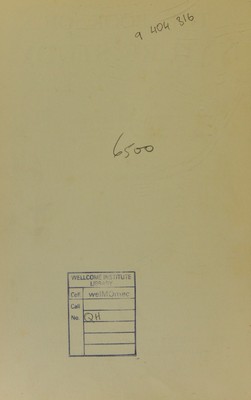 9 404 316
6500
WELLCOME INSTITUTE
LIBRARY
Coll. welMOmec
Call
No. QH